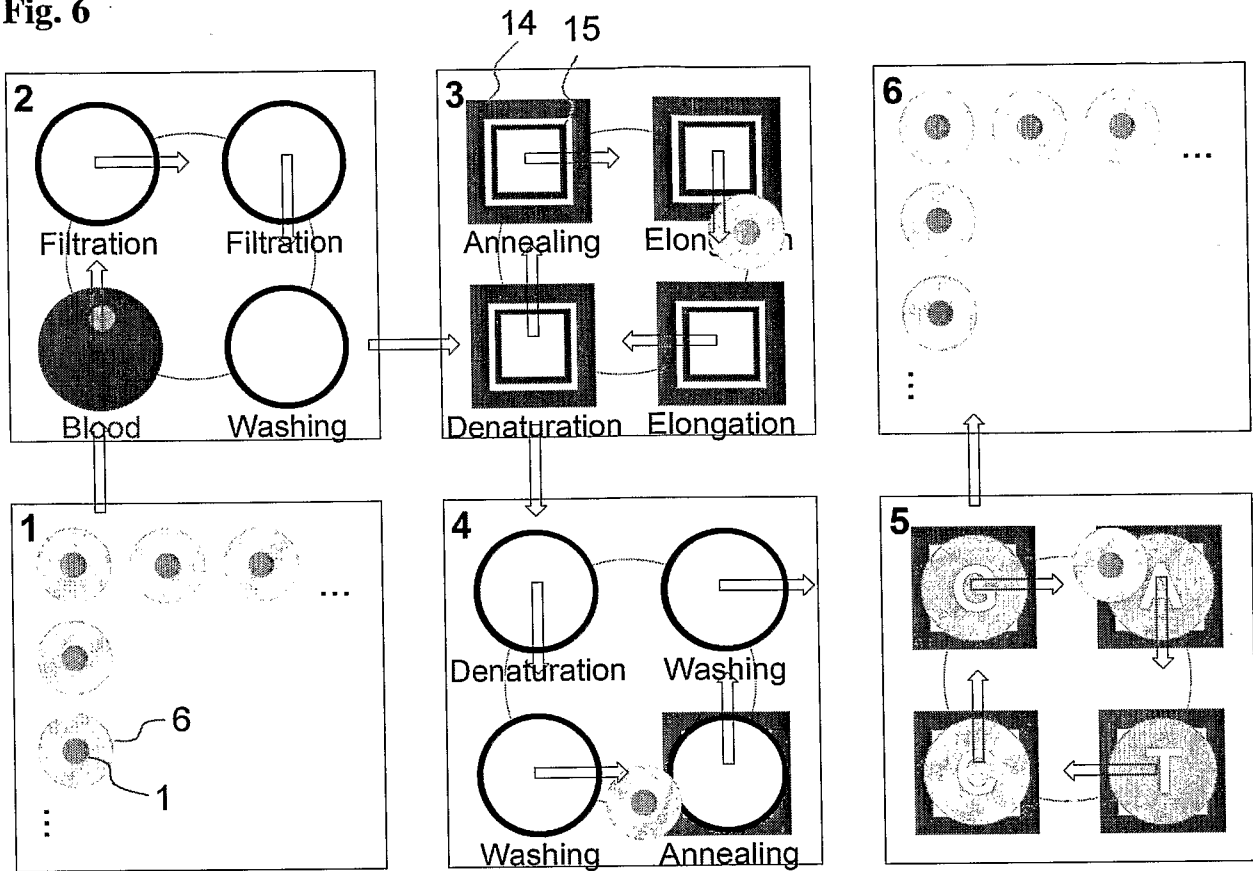 Fig. 6
14 15
2
Filtration Filtration
Blood Washing
3
Annealing Elongation
Denaturation Elongation
6
...
⋮
1
...
6
1
⋮
4
Denaturation Washing
Washing Annealing
5
G A
C T